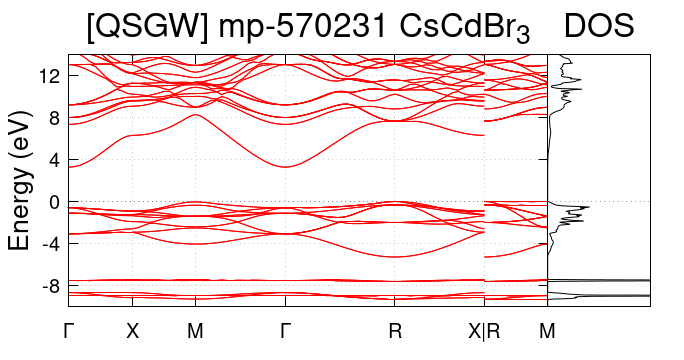 [QSGW] mp-570231 CsCdBr₃ DOS
Energy (eV)
12
8
4
0
-4
-8
Γ X M Γ R X|R M